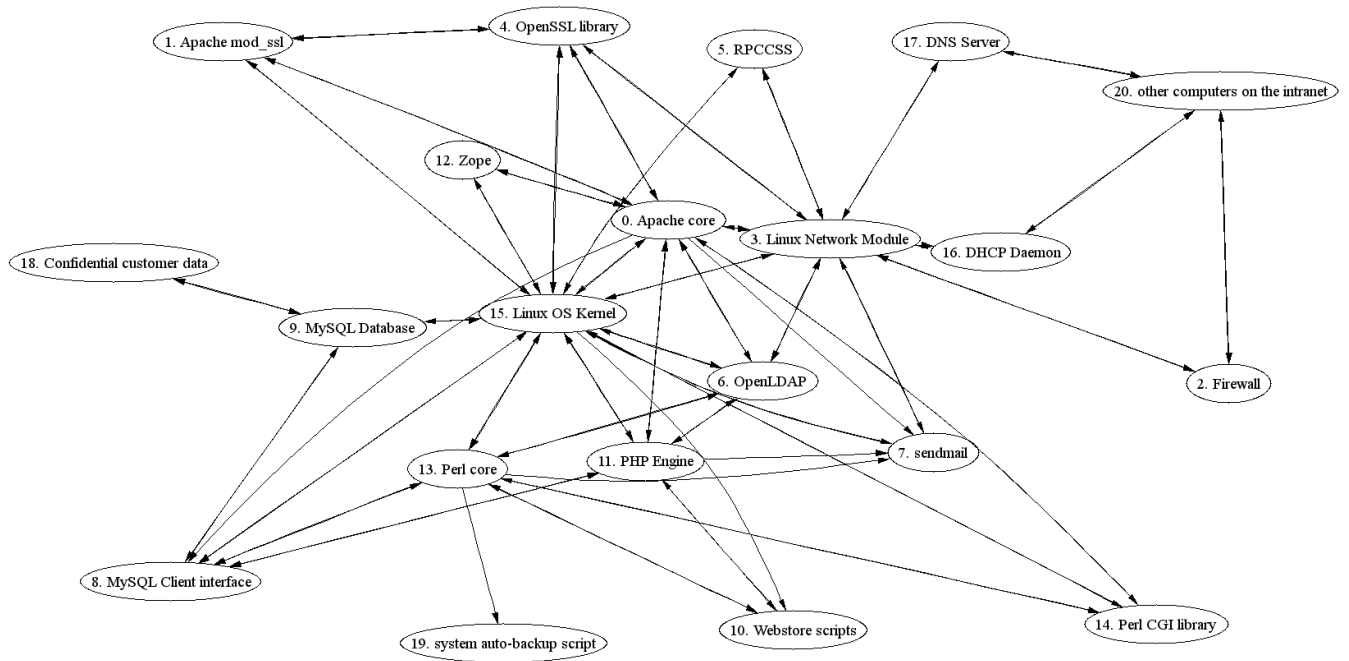 4. OpenSSL library
1. Apache mod_ssl
17. DNS Server
5. RPCCSS
20. other computers on the intranet
12. Zope
0. Apache core
3. Linux Network Module
16. DHCP Daemon
18. Confidential customer data
15. Linux OS Kernel
9. MySQL Database
6. OpenLDAP
2. Firewall
7. sendmail
11. PHP Engine
13. Perl core
8. MySQL Client interface
14. Perl CGI library
10. Webstore scripts
19. system auto-backup script